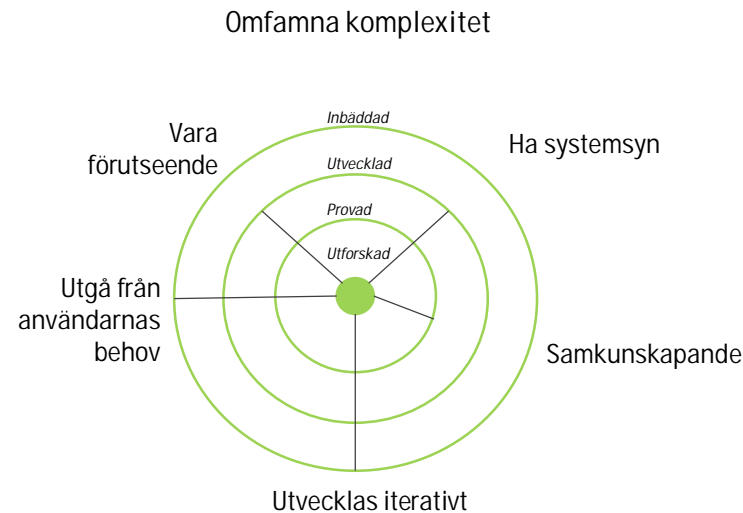 Omfamna komplexitet
Inbäddad
Vara
förutseende
Ha systemsyn
Utvecklad
Provad
Utforskad
Utgå från
användarnas
behov
Samkunskapande
Utvecklas iterativt